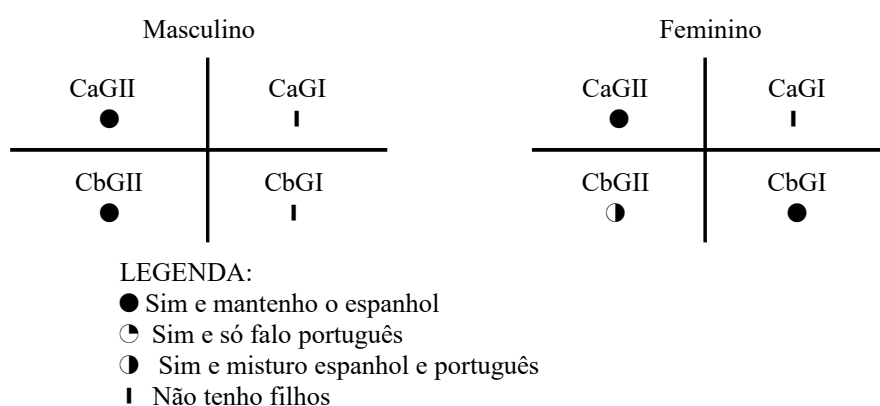 Masculino Feminino
CaGII CaGI CaGII CaGI
CbGII CbGI CbGII CbGI
LEGENDA:
Sim e mantenho o espanhol
Sim e só falo português
Sim e misturo espanhol e português
Não tenho filhos